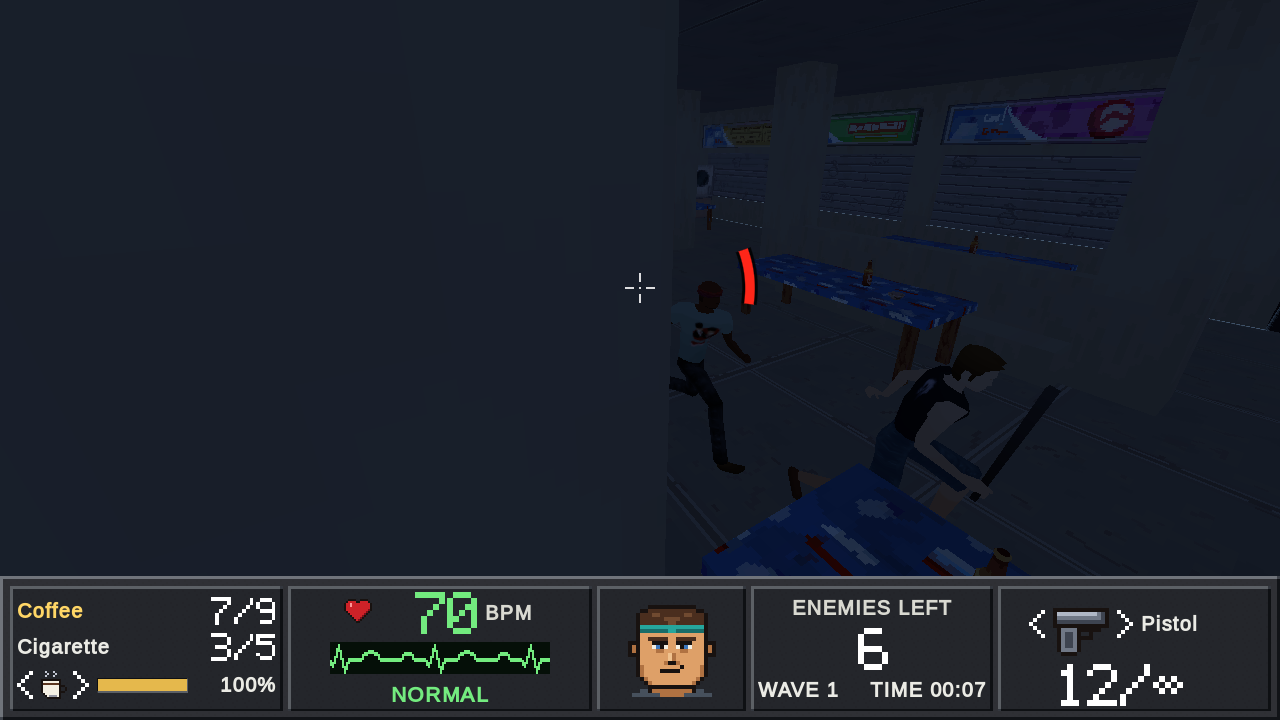 Coffee 7/9
Cigarette 3/5
100%
70 BPM
NORMAL
ENEMIES LEFT
6
WAVE 1 TIME 00:07
Pistol
12/∞